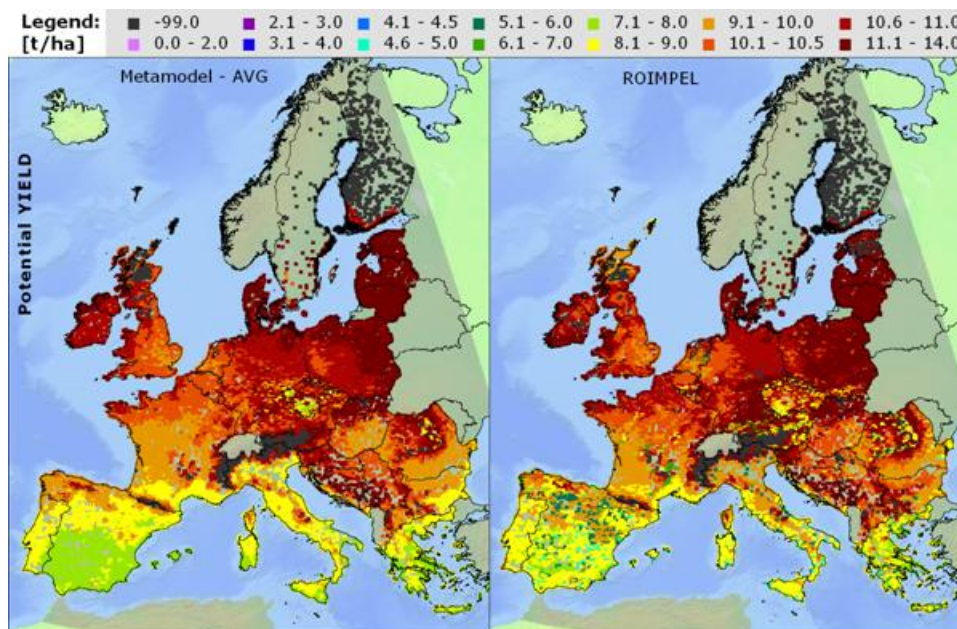 Legend: -99.0 2.1 - 3.0 4.1 - 4.5 5.1 - 6.0 7.1 - 8.0 9.1 - 10.0 10.6 - 11.0
[t/ha] 0.0 - 2.0 3.1 - 4.0 4.6 - 5.0 6.1 - 7.0 8.1 - 9.0 10.1 - 10.5 11.1 - 14.0
Metamodel - AVG
ROIMPEL
Potential YIELD